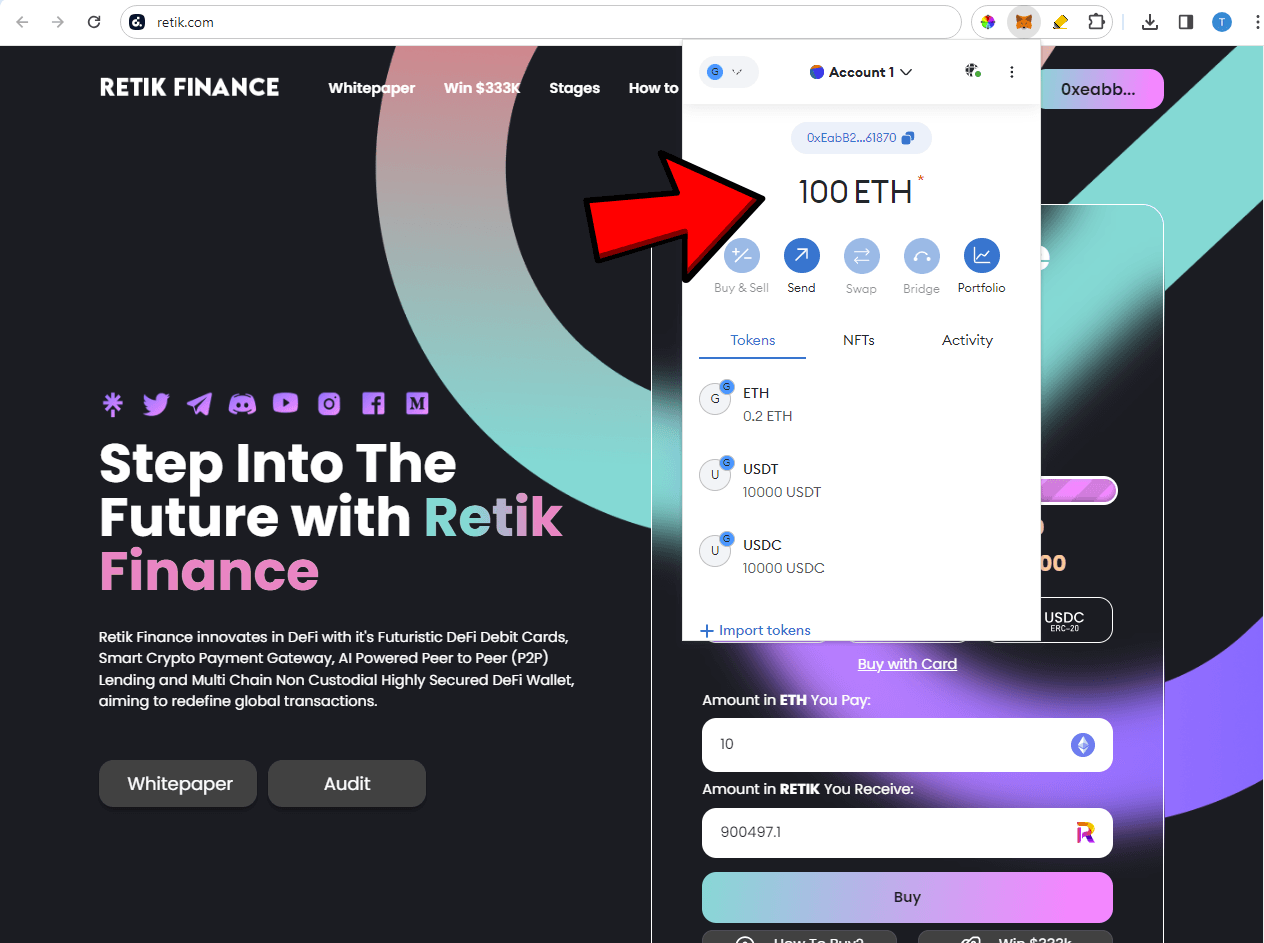 retik.com
T
RETIK FINANCE
Whitepaper
Win $333K
Stages
How to
0xeabb...
G
Account 1
0xEabB2...61870
100 ETH *
Buy & Sell
Send
Swap
Bridge
Portfolio
Tokens
NFTs
Activity
G
G
ETH
0.2 ETH
U
G
USDT
10000 USDT
U
G
USDC
10000 USDC
+ Import tokens
Step Into The
Future with Retik
Finance
Retik Finance innovates in DeFi with it's Futuristic DeFi Debit Cards,
Smart Crypto Payment Gateway, AI Powered Peer to Peer (P2P)
Lending and Multi Chain Non Custodial Highly Secured DeFi Wallet,
aiming to redefine global transactions.
Whitepaper
Audit
00
USDC
ERC-20
Buy with Card
Amount in ETH You Pay:
10
Amount in RETIK You Receive:
900497.1
Buy
How To Buy?
Win $333k